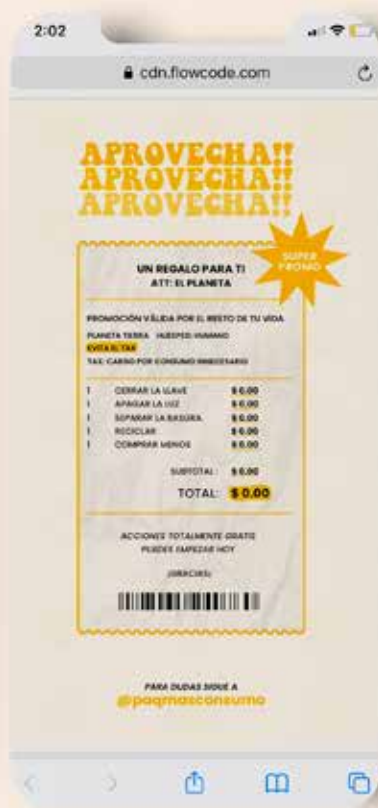 2:02
cdn.flowcode.com
APROVECHA!!
APROVECHA!!
APROVECHA!!
SUPER
PROMO
UN REGALO PARA TI
ATT: EL PLANETA
PROMOCIÓN VÁLIDA POR EL RESTO DE TU VIDA
PLANETA TIERRA HUÉSPED: HUMANO
EVITA EL TAX
TAX: CARGO POR CONSUMO INNECESARIO
1 CERRAR LA LLAVE $ 0.00
1 APAGAR LA LUZ $ 0.00
1 SEPARAR LA BASURA $ 0.00
1 RECICLAR $ 0.00
1 COMPRAR MENOS $ 0.00
SUBTOTAL: $ 0.00
TOTAL: $ 0.00
ACCIONES TOTALMENTE GRATIS
PUEDES EMPEZAR HOY
¡GRACIAS!
PARA DUDAS SIGUE A
@paqmasconsumo